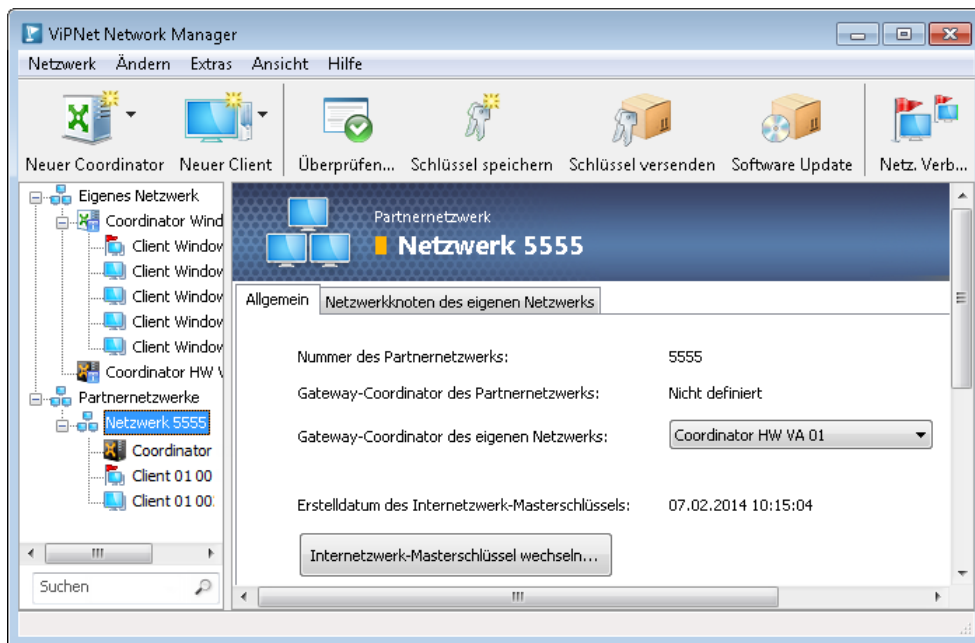 ViPNet Network Manager
Netzwerk Ändern Extras Ansicht Hilfe
Neuer Coordinator Neuer Client Überprüfen... Schlüssel speichern Schlüssel versenden Software Update Netz. Verb...
Eigenes Netzwerk
Coordinator Wind
Client Window
Client Window
Client Window
Client Window
Client Window
Coordinator HW V
Partnernetzwerke
Netzwerk 5555
Coordinator
Client 01 00
Client 01 00
Suchen
Partnernetzwerk
Netzwerk 5555
Allgemein Netzwerkknoten des eigenen Netzwerks
Nummer des Partnernetzwerks: 5555
Gateway-Coordinator des Partnernetzwerks: Nicht definiert
Gateway-Coordinator des eigenen Netzwerks: Coordinator HW VA 01
Erstelldatum des Internetzwerk-Masterschlüssels: 07.02.2014 10:15:04
Internetzwerk-Masterschlüssel wechseln...